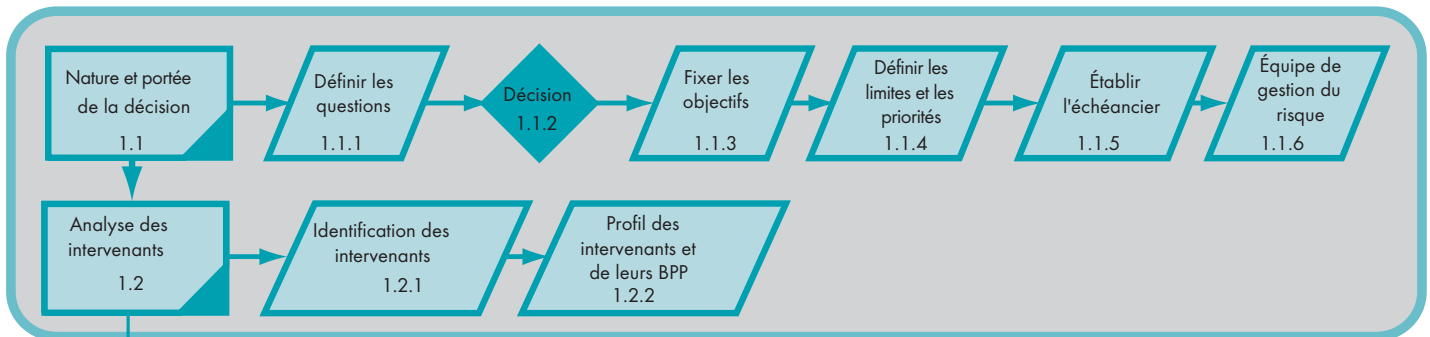 Nature et portée
de la décision
1.1
Définir les
questions
1.1.1
Décision
1.1.2
Fixer les
objectifs
1.1.3
Définir les
limites et les
priorités
1.1.4
Établir
l'échéancier
1.1.5
Équipe de
gestion du
risque
1.1.6
Analyse des
intervenants
1.2
Identification des
intervenants
1.2.1
Profil des
intervenants et
de leurs BPP
1.2.2